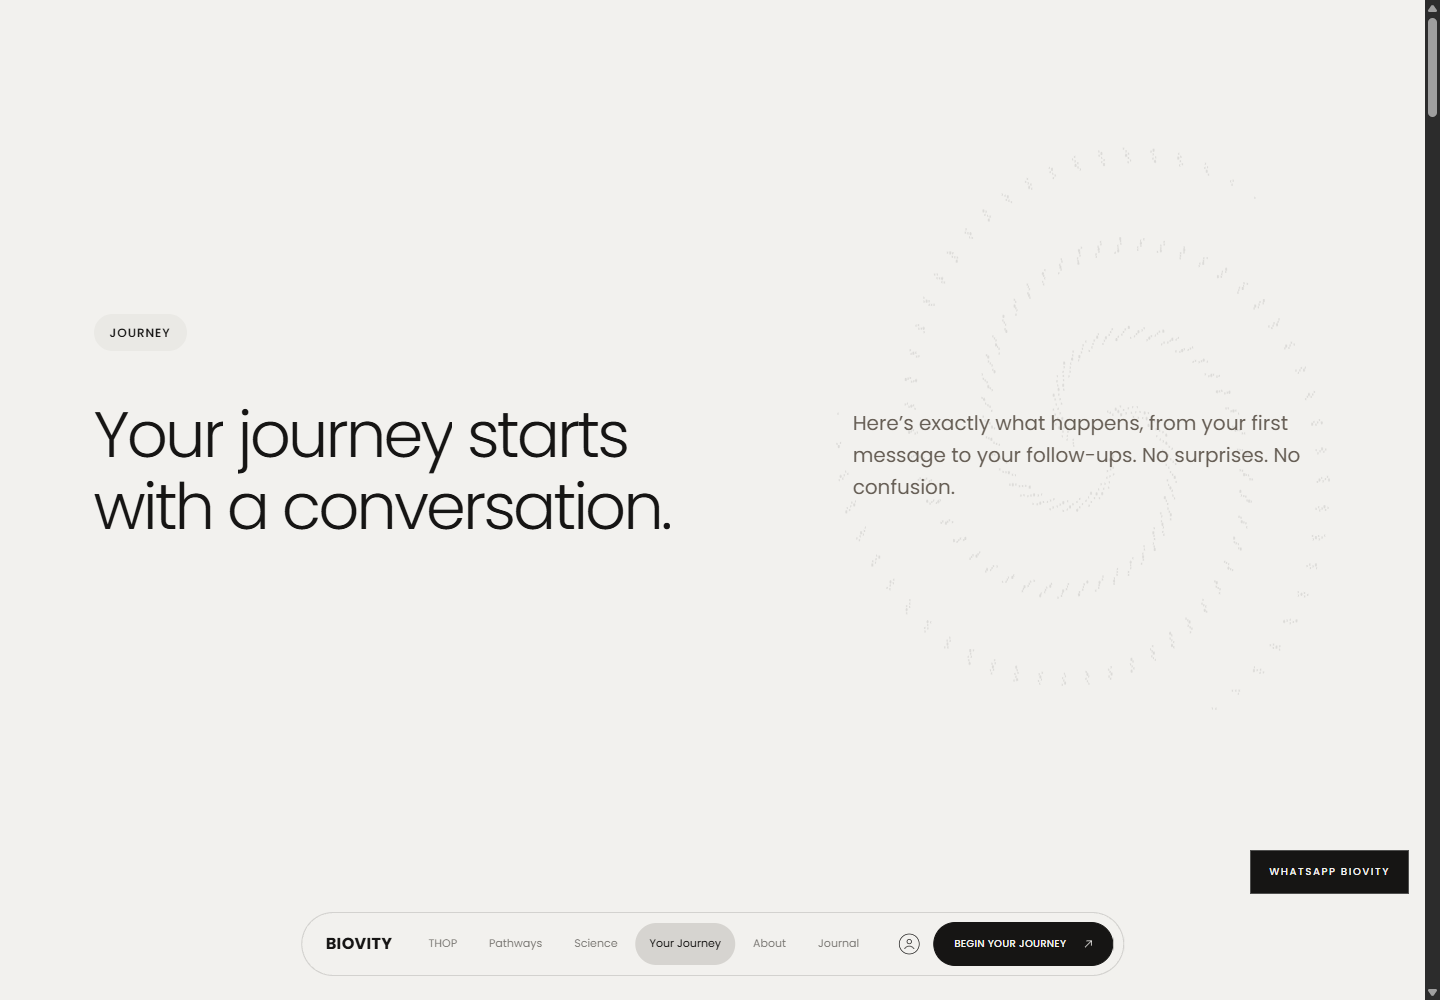 JOURNEY
Your journey starts
with a conversation.
Here’s exactly what happens, from your first
message to your follow-ups. No surprises. No
confusion.
WHATSAPP BIOVITY
BIOVITY
THOP
Pathways
Science
Your Journey
About
Journal
BEGIN YOUR JOURNEY